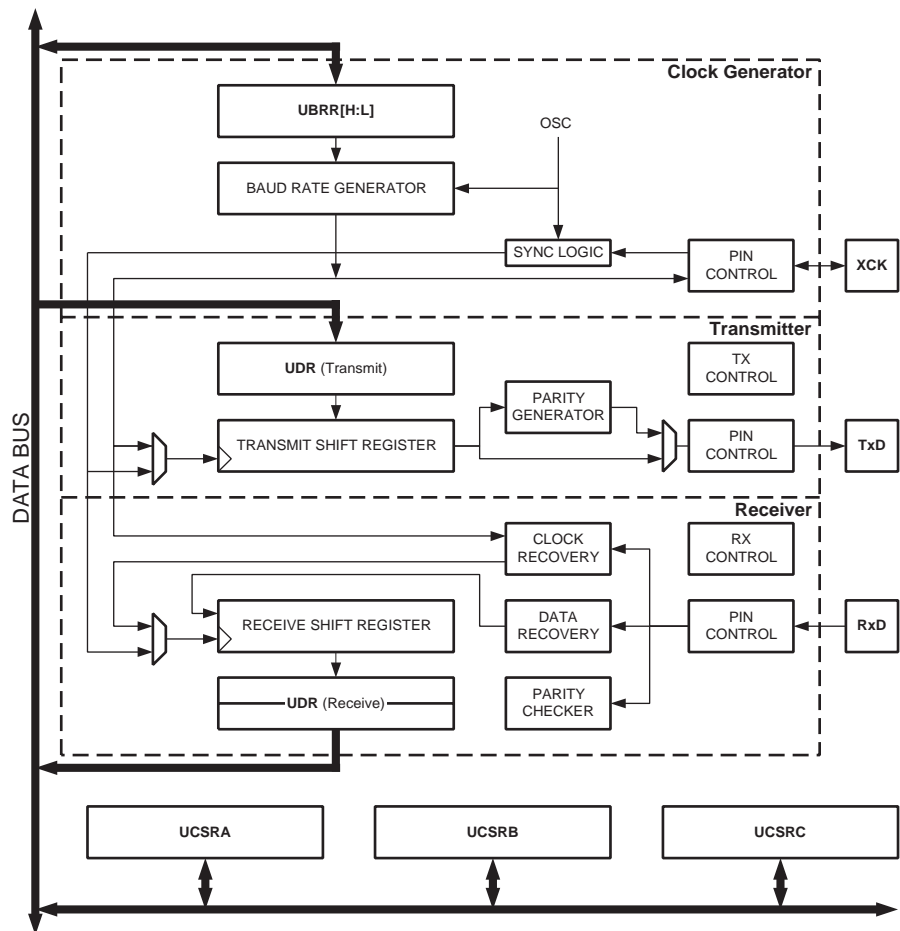 Clock Generator
UBRR[H:L]
OSC
BAUD RATE GENERATOR
SYNC LOGIC
PIN
CONTROL
XCK
Transmitter
UDR (Transmit)
TX
CONTROL
PARITY
GENERATOR
TRANSMIT SHIFT REGISTER
PIN
CONTROL
TxD
DATA BUS
Receiver
CLOCK
RECOVERY
RX
CONTROL
RECEIVE SHIFT REGISTER
DATA
RECOVERY
PIN
CONTROL
RxD
UDR (Receive)
PARITY
CHECKER
UCSRA
UCSRB
UCSRC